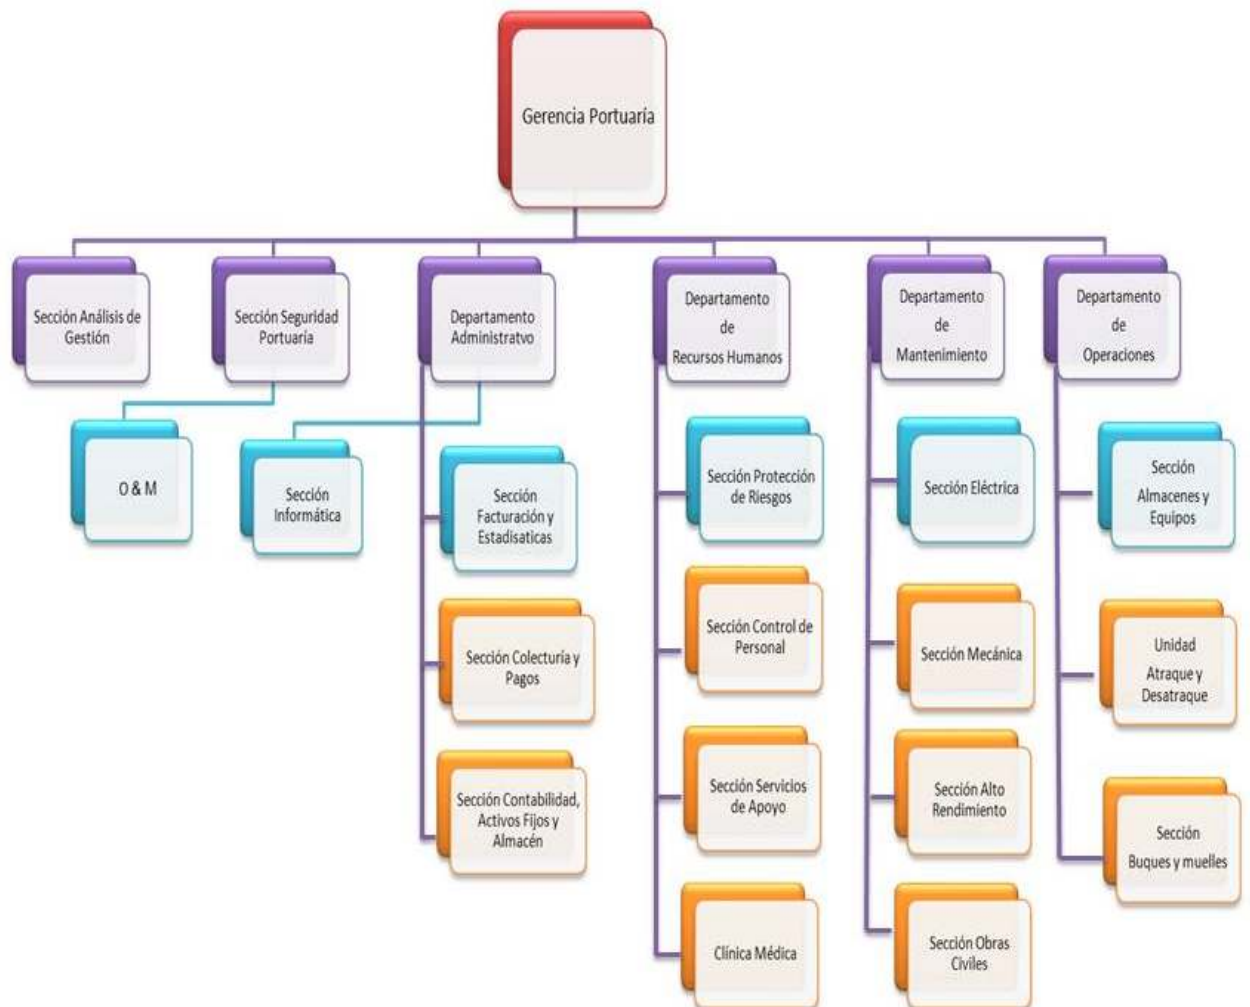 Gerencia Portuaría
Sección Análisis de
Gestión
Sección Seguridad
Portuaría
Departamento
Administratvo
Departamento
de
Recursos Humanos
Departamento
de
Mantenimiento
Departamento
de
Operaciones
O & M
Sección
Informática
Sección
Facturación y
Estadisaticas
Sección Protección
de Riesgos
Sección Eléctrica
Sección
Almacenes y
Equipos
Sección Colecturía y
Pagos
Sección Control de
Personal
Sección Mecánica
Unidad
Atraque y
Desatraque
Sección Contabilidad,
Activos Fijos y
Almacén
Sección Servicios
de Apoyo
Sección Alto
Rendimiento
Sección
Buques y muelles
Clínica Médica
Sección Obras
Civiles